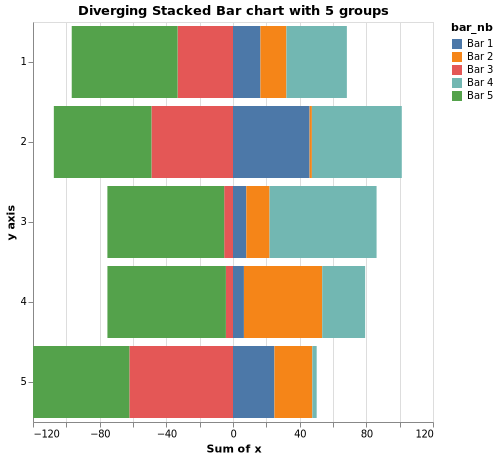 Diverging Stacked Bar chart with 5 groups
bar_nb
Bar 1
Bar 2
Bar 3
Bar 4
Bar 5
y axis
1
2
3
4
5
−120 −80 −40 0 40 80 120
Sum of x